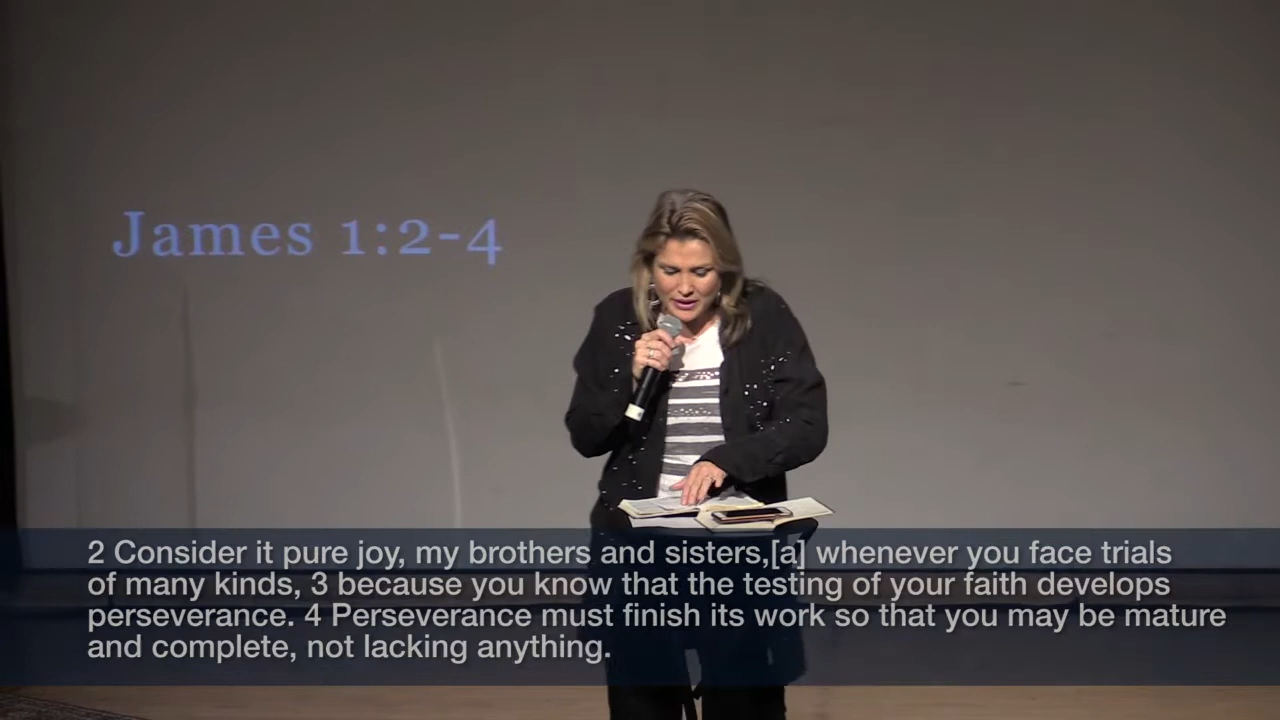 James 1:2-4
2 Consider it pure joy, my brothers and sisters,[a] whenever you face trials
of many kinds, 3 because you know that the testing of your faith develops
perseverance. 4 Perseverance must finish its work so that you may be mature
and complete, not lacking anything.